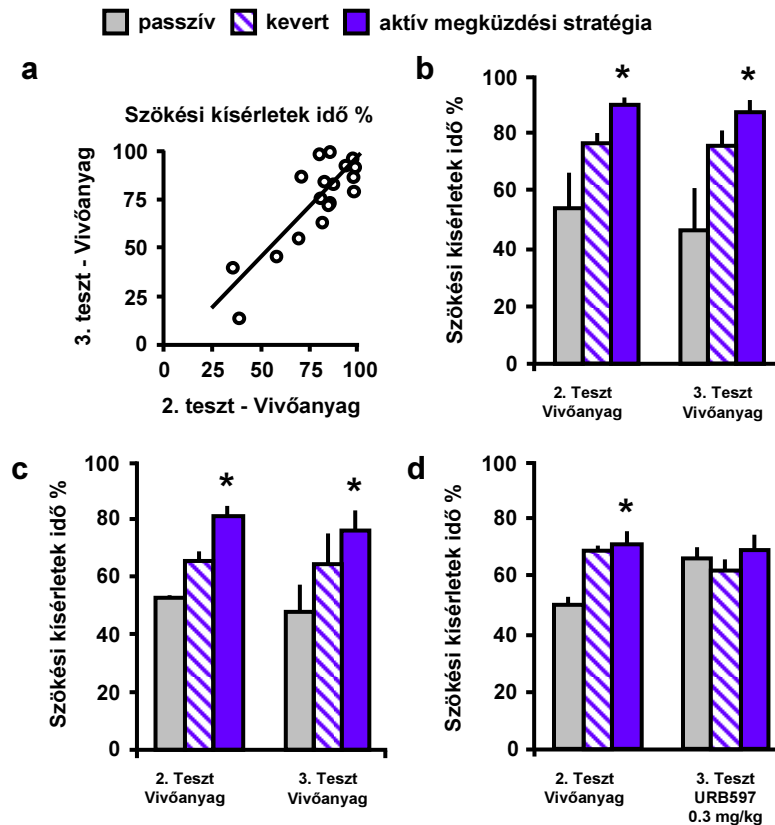 passzív kevert aktív megküzdési stratégia
a
Szökési kísérletek idő %
3. teszt - Vivőanyag
100
75
50
25
0
0 25 50 75 100
2. teszt - Vivőanyag
b
Szökési kísérletek idő %
100
80
60
40
20
0
* *
2. Teszt
Vivőanyag
3. Teszt
Vivőanyag
c
Szökési kísérletek idő %
100
80
60
40
20
0
* *
2. Teszt
Vivőanyag
3. Teszt
Vivőanyag
d
Szökési kísérletek idő %
100
80
60
40
20
0
*
2. Teszt
Vivőanyag
3. Teszt
URB597
0.3 mg/kg